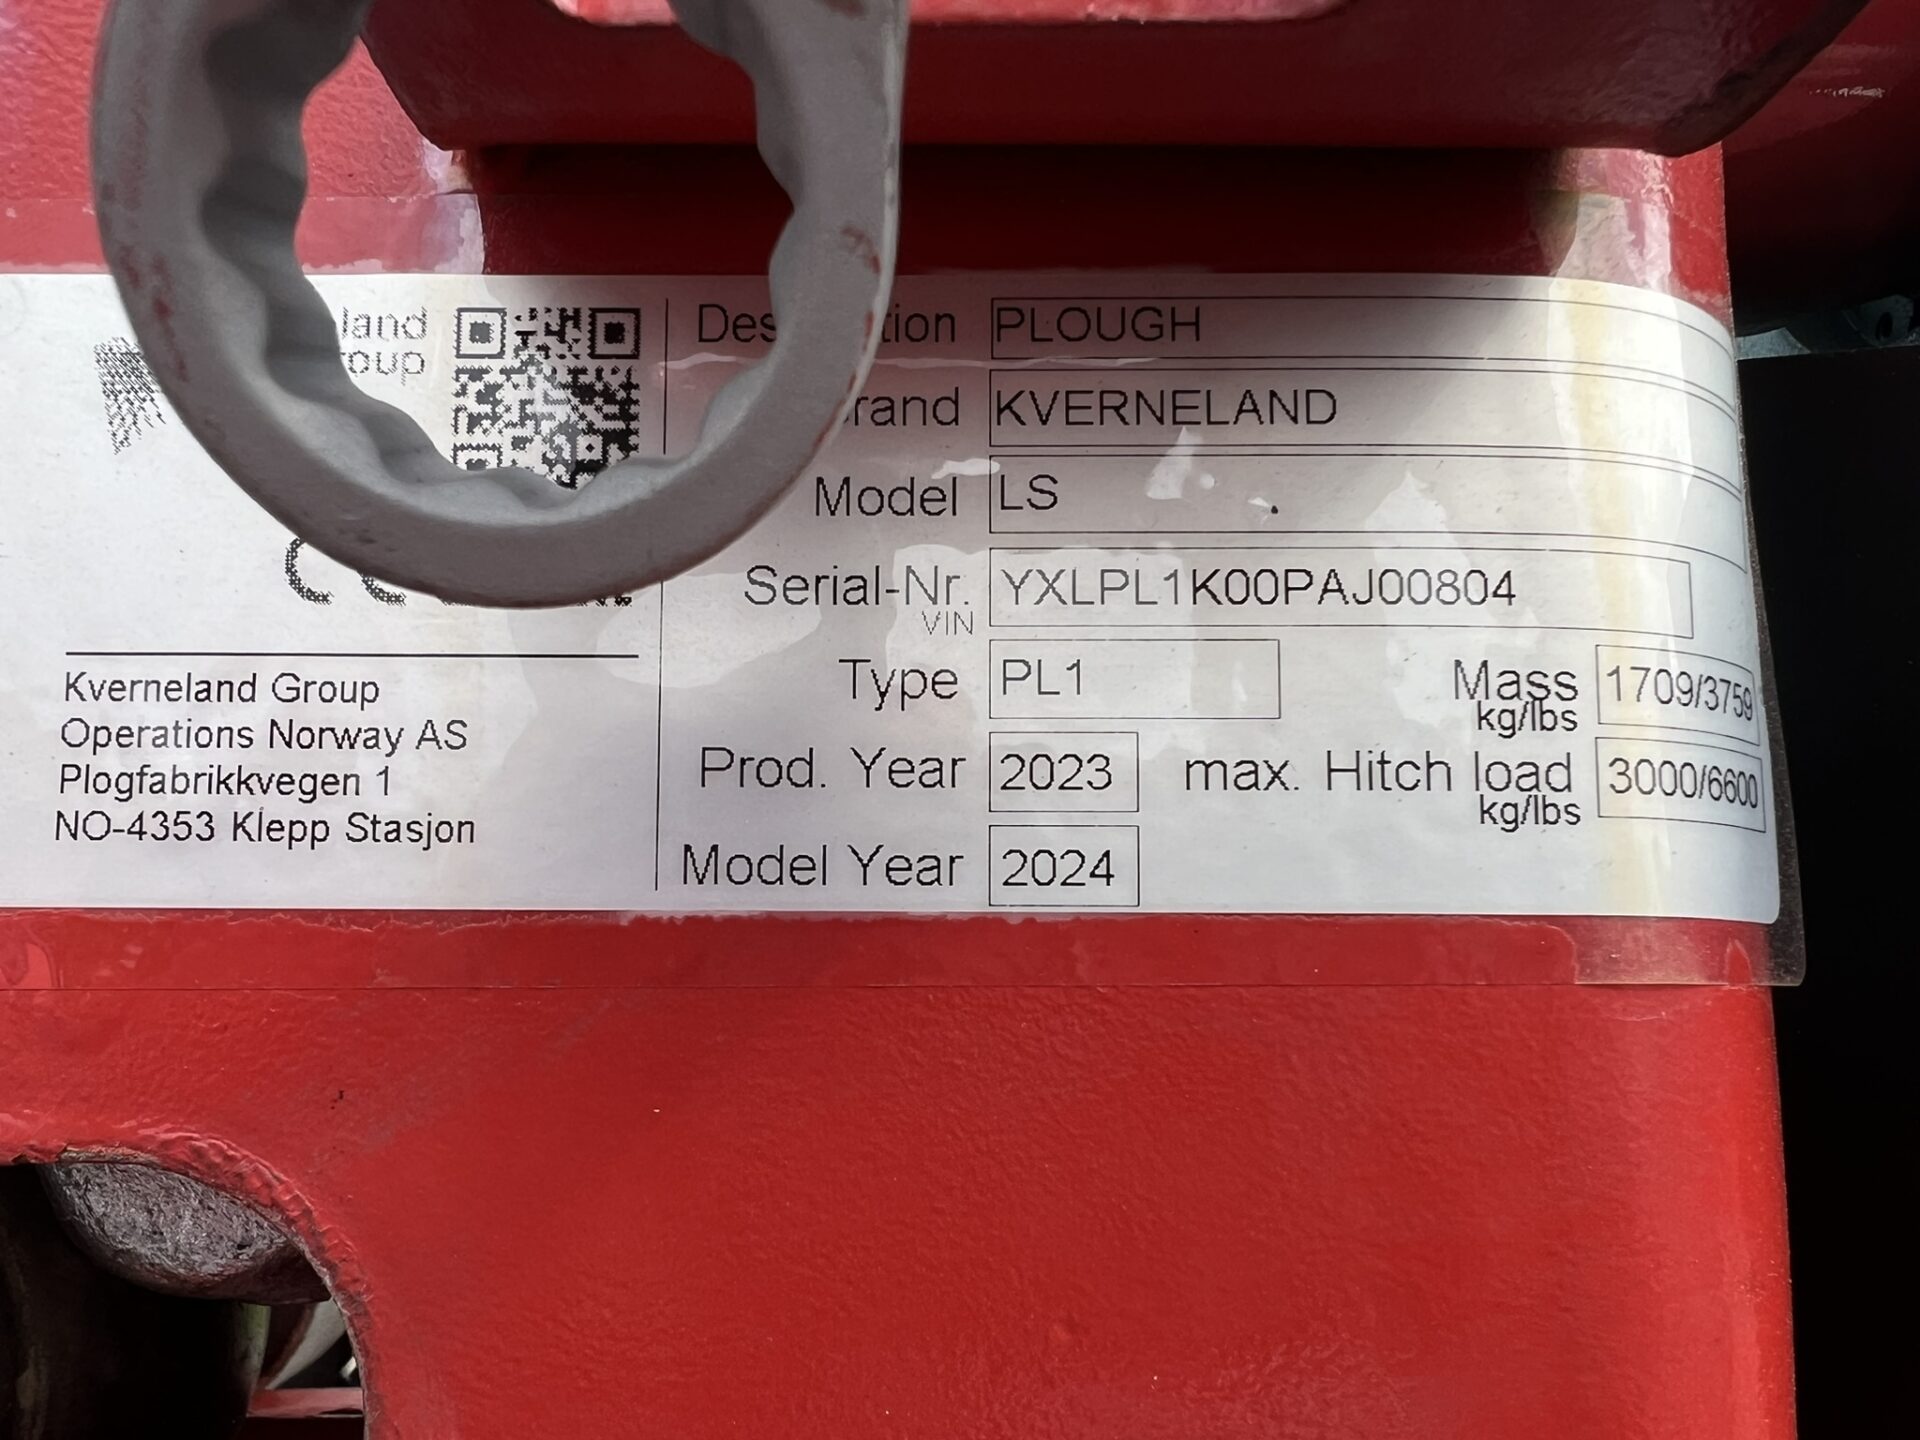 Kverneland Group
Operations Norway AS
Plogfabrikkvegen 1
NO-4353 Klepp Stasjon
PLOUGH
KVERNELAND
Model LS
Serial-Nr. YXLPL1K00PAJ00804
VIN
Type PL1
Mass 1709/3759
kg/lbs
Prod. Year 2023
max. Hitch load 3000/6600
kg/lbs
Model Year 2024